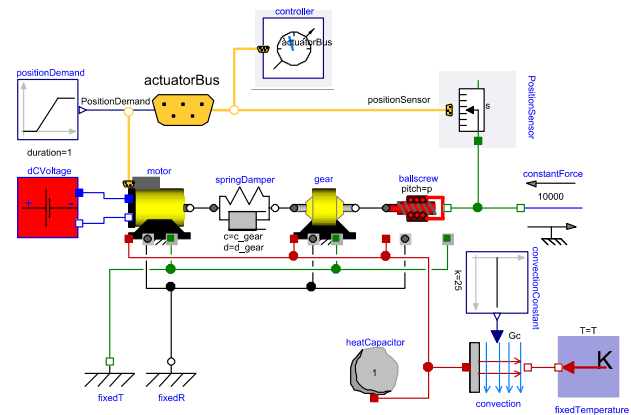 controller
actuatorBus
positionDemand
PositionDemand
actuatorBus
positionSensor
s
PositionSensor
duration=1
dCVoltage
motor
springDamper
gear
ballscrew
pitch=p
constantForce
10000
c=c_gear
d=d_gear
k=25
convectionConstant
fixedT
fixedR
heatCapacitor
1
Gc
convection
T=T
K
fixedTemperature